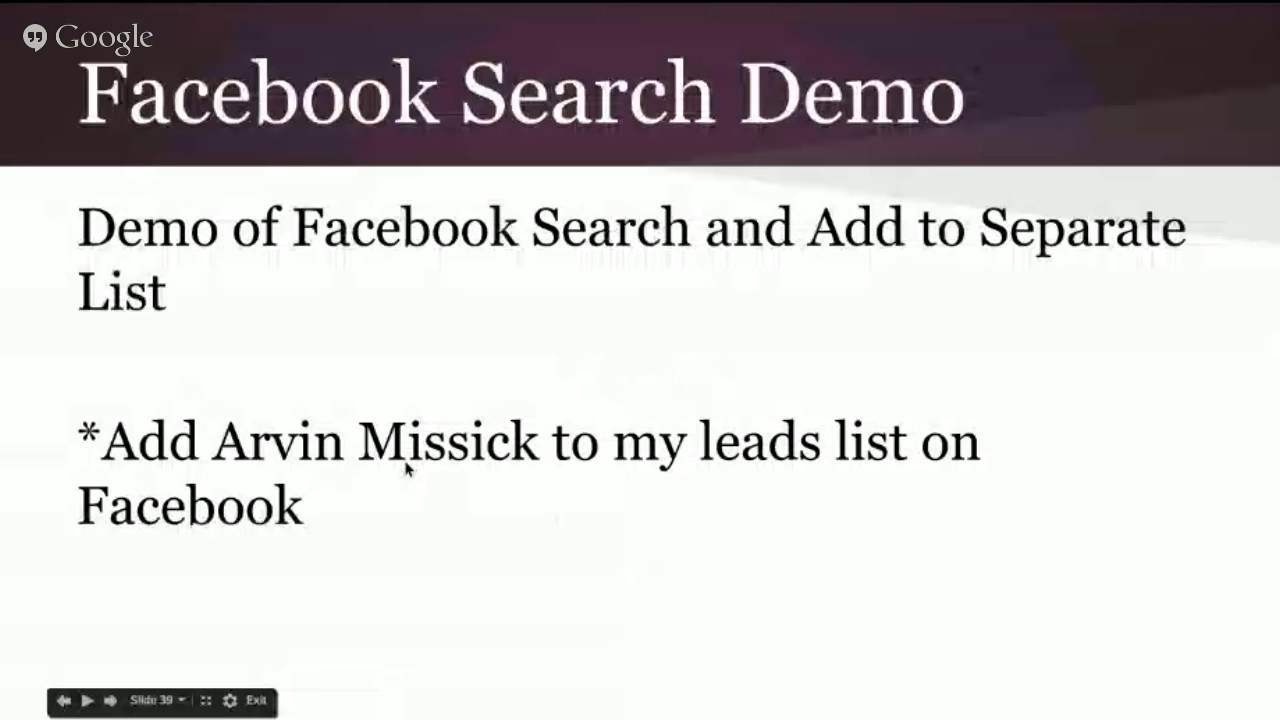 Google
Facebook Search Demo
Demo of Facebook Search and Add to Separate
List
*Add Arvin Missick to my leads list on
Facebook
Slide 39
Exit